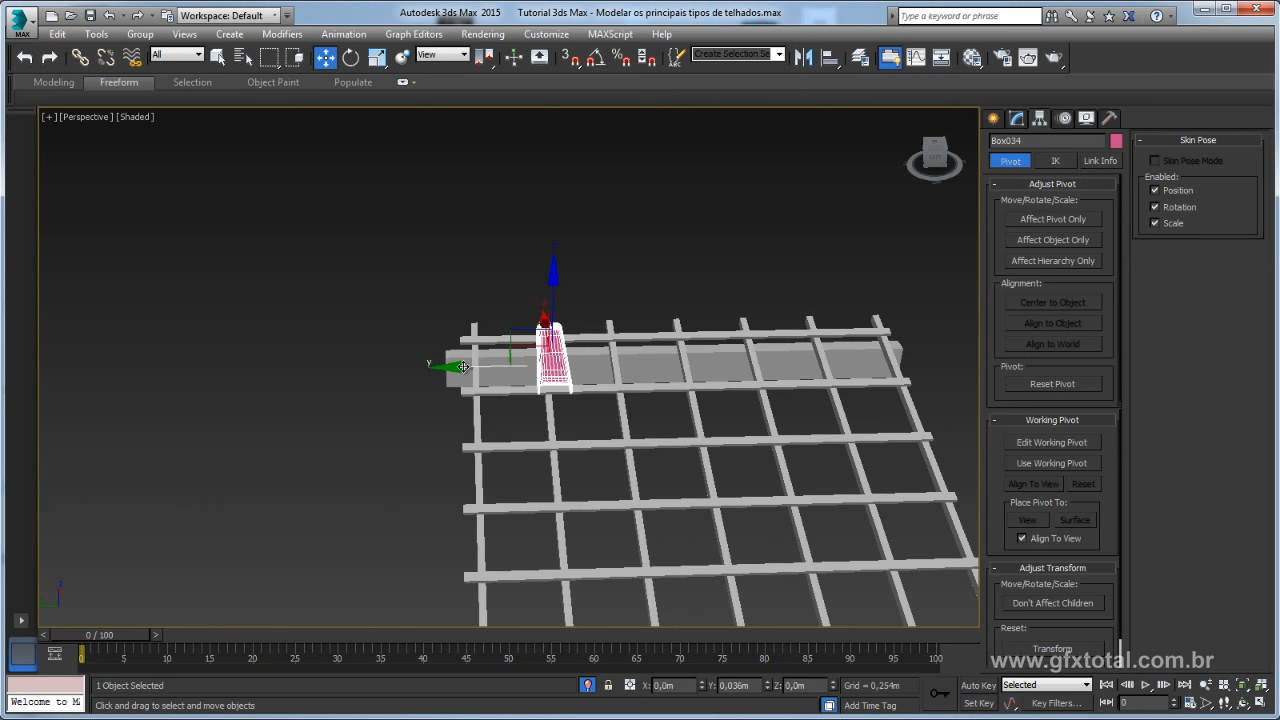 MAX
Workspace: Default
Autodesk 3ds Max 2015 Tutorial 3ds Max - Modelar os principais tipos de telhados.max
Type a keyword or phrase
Edit Tools Group Views Create Modifiers Animation Graph Editors Rendering Customize MAXScript Help
All
View
Create Selection Se
Modeling Freeform Selection Object Paint Populate
[+] [Perspective] [Shaded]
Box034
Pivot IK Link Info
- Adjust Pivot
Move/Rotate/Scale:
Affect Pivot Only
Affect Object Only
Affect Hierarchy Only
Alignment:
Center to Object
Align to Object
Align to World
Pivot:
Reset Pivot
- Working Pivot
Edit Working Pivot
Use Working Pivot
Align To View Reset
Place Pivot To:
View Surface
Align To View
- Adjust Transform
Move/Rotate/Scale:
Don't Affect Children
Reset:
Transform
- Skin Pose
Skin Pose Mode
Enabled:
Position
Rotation
Scale
y
z
0 / 100
0 5 10 15 20 25 30 35 40 45 50 55 60 65 70 75 80 85 90 95 100
www.gfxtotal.com.br
1 Object Selected
X: 0,0m Y: 0,036m Z: 0,0m Grid = 0,254m
Auto Key Selected
Welcome to M
Click and drag to select and move objects
Add Time Tag
Set Key Key Filters... 0